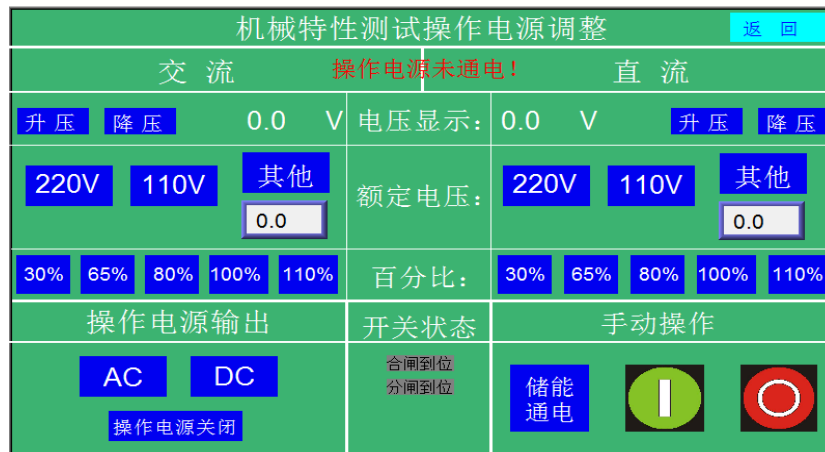 机械特性测试操作电源调整 返 回
交 流 操作电源未通电! 直 流
升 压 降 压 0.0 V 电压显示: 0.0 V 升 压 降 压
220V 110V 其他 额定电压: 220V 110V 其他
0.0 0.0
30% 65% 80% 100% 110% 百分比: 30% 65% 80% 100% 110%
操作电源输出 开关状态 手动操作
合闸到位
分闸到位
AC DC 储能
通电
操作电源关闭